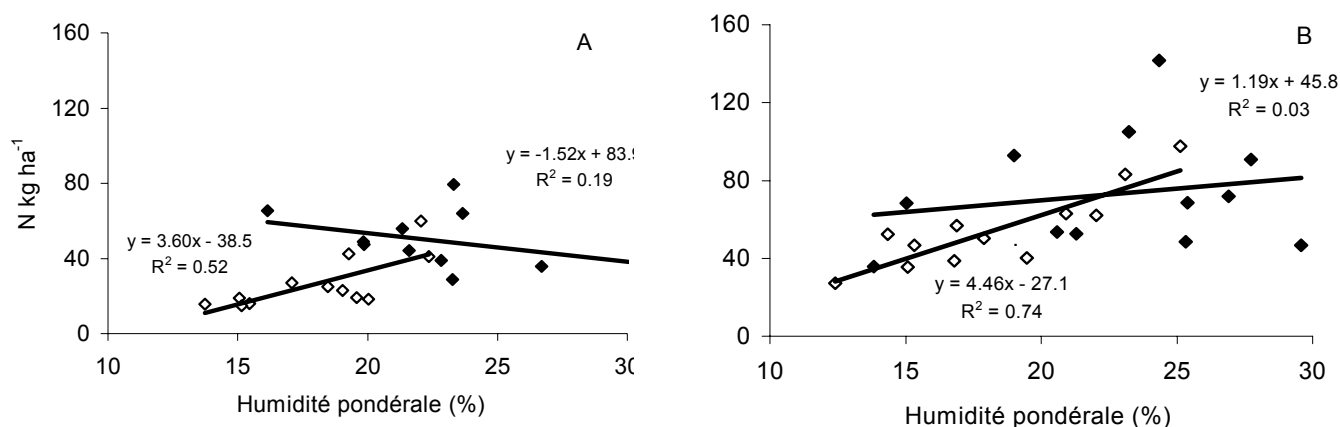 A
160
120
80
40
0
N kg ha⁻¹
y = -1.52x + 83.9
R² = 0.19
y = 3.60x - 38.5
R² = 0.52
10 15 20 25 30
Humidité pondérale (%)
B
160
120
80
40
0
y = 1.19x + 45.8
R² = 0.03
y = 4.46x - 27.1
R² = 0.74
10 15 20 25 30
Humidité pondérale (%)